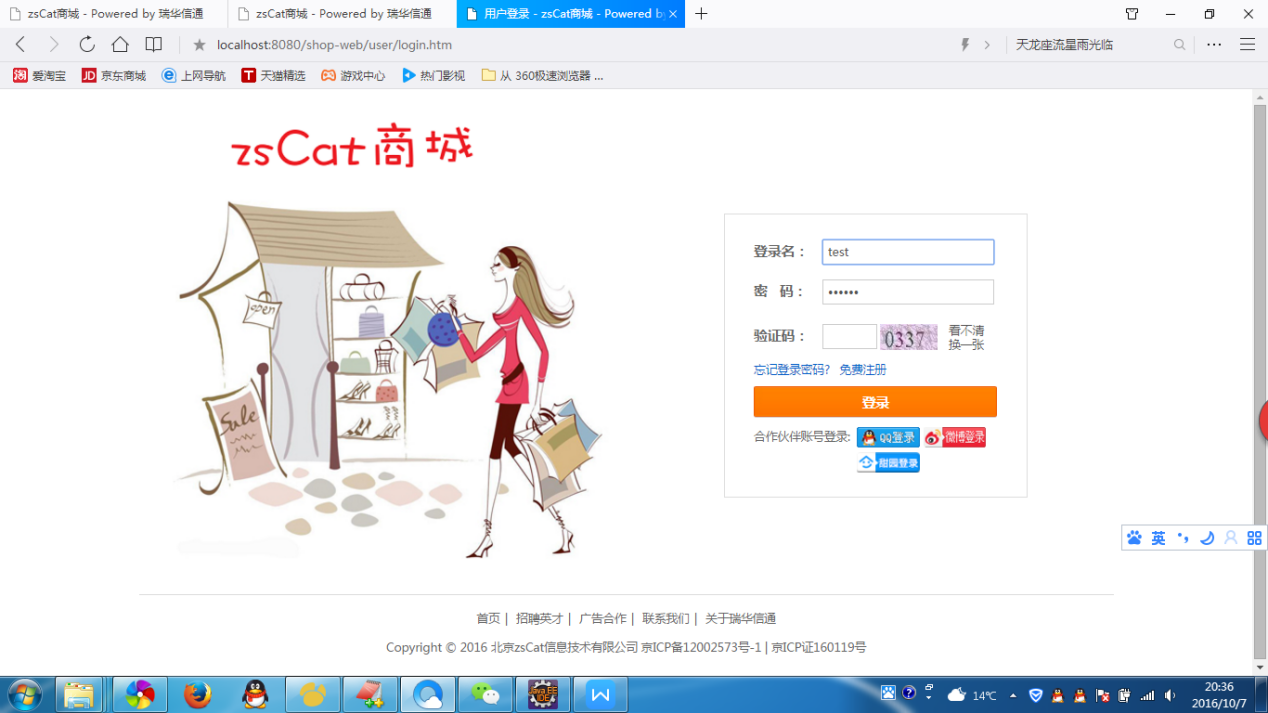 zsCat商城 - Powered by 瑞华信通
zsCat商城 - Powered by 瑞华信通
用户登录 - zsCat商城 - Powered b
localhost:8080/shop-web/user/login.htm
天龙座流星雨光临
淘 爱淘宝
JD 京东商城
上网导航
T 天猫精选
游戏中心
热门影视
从 360极速浏览器 ...
zsCat商城
open
Sale
登录名：
test
密 码：
••••••
验证码：
0337
看不清
换一张
忘记登录密码? 免费注册
登录
合作伙伴账号登录:
QQ登录
微博登录
甜园登录
英
首页 | 招聘英才 | 广告合作 | 联系我们 | 关于瑞华信通
Copyright © 2016 北京zsCat信息技术有限公司 京ICP备12002573号-1 | 京ICP证160119号
Java EE
IDE
W
14℃
20:36
2016/10/7